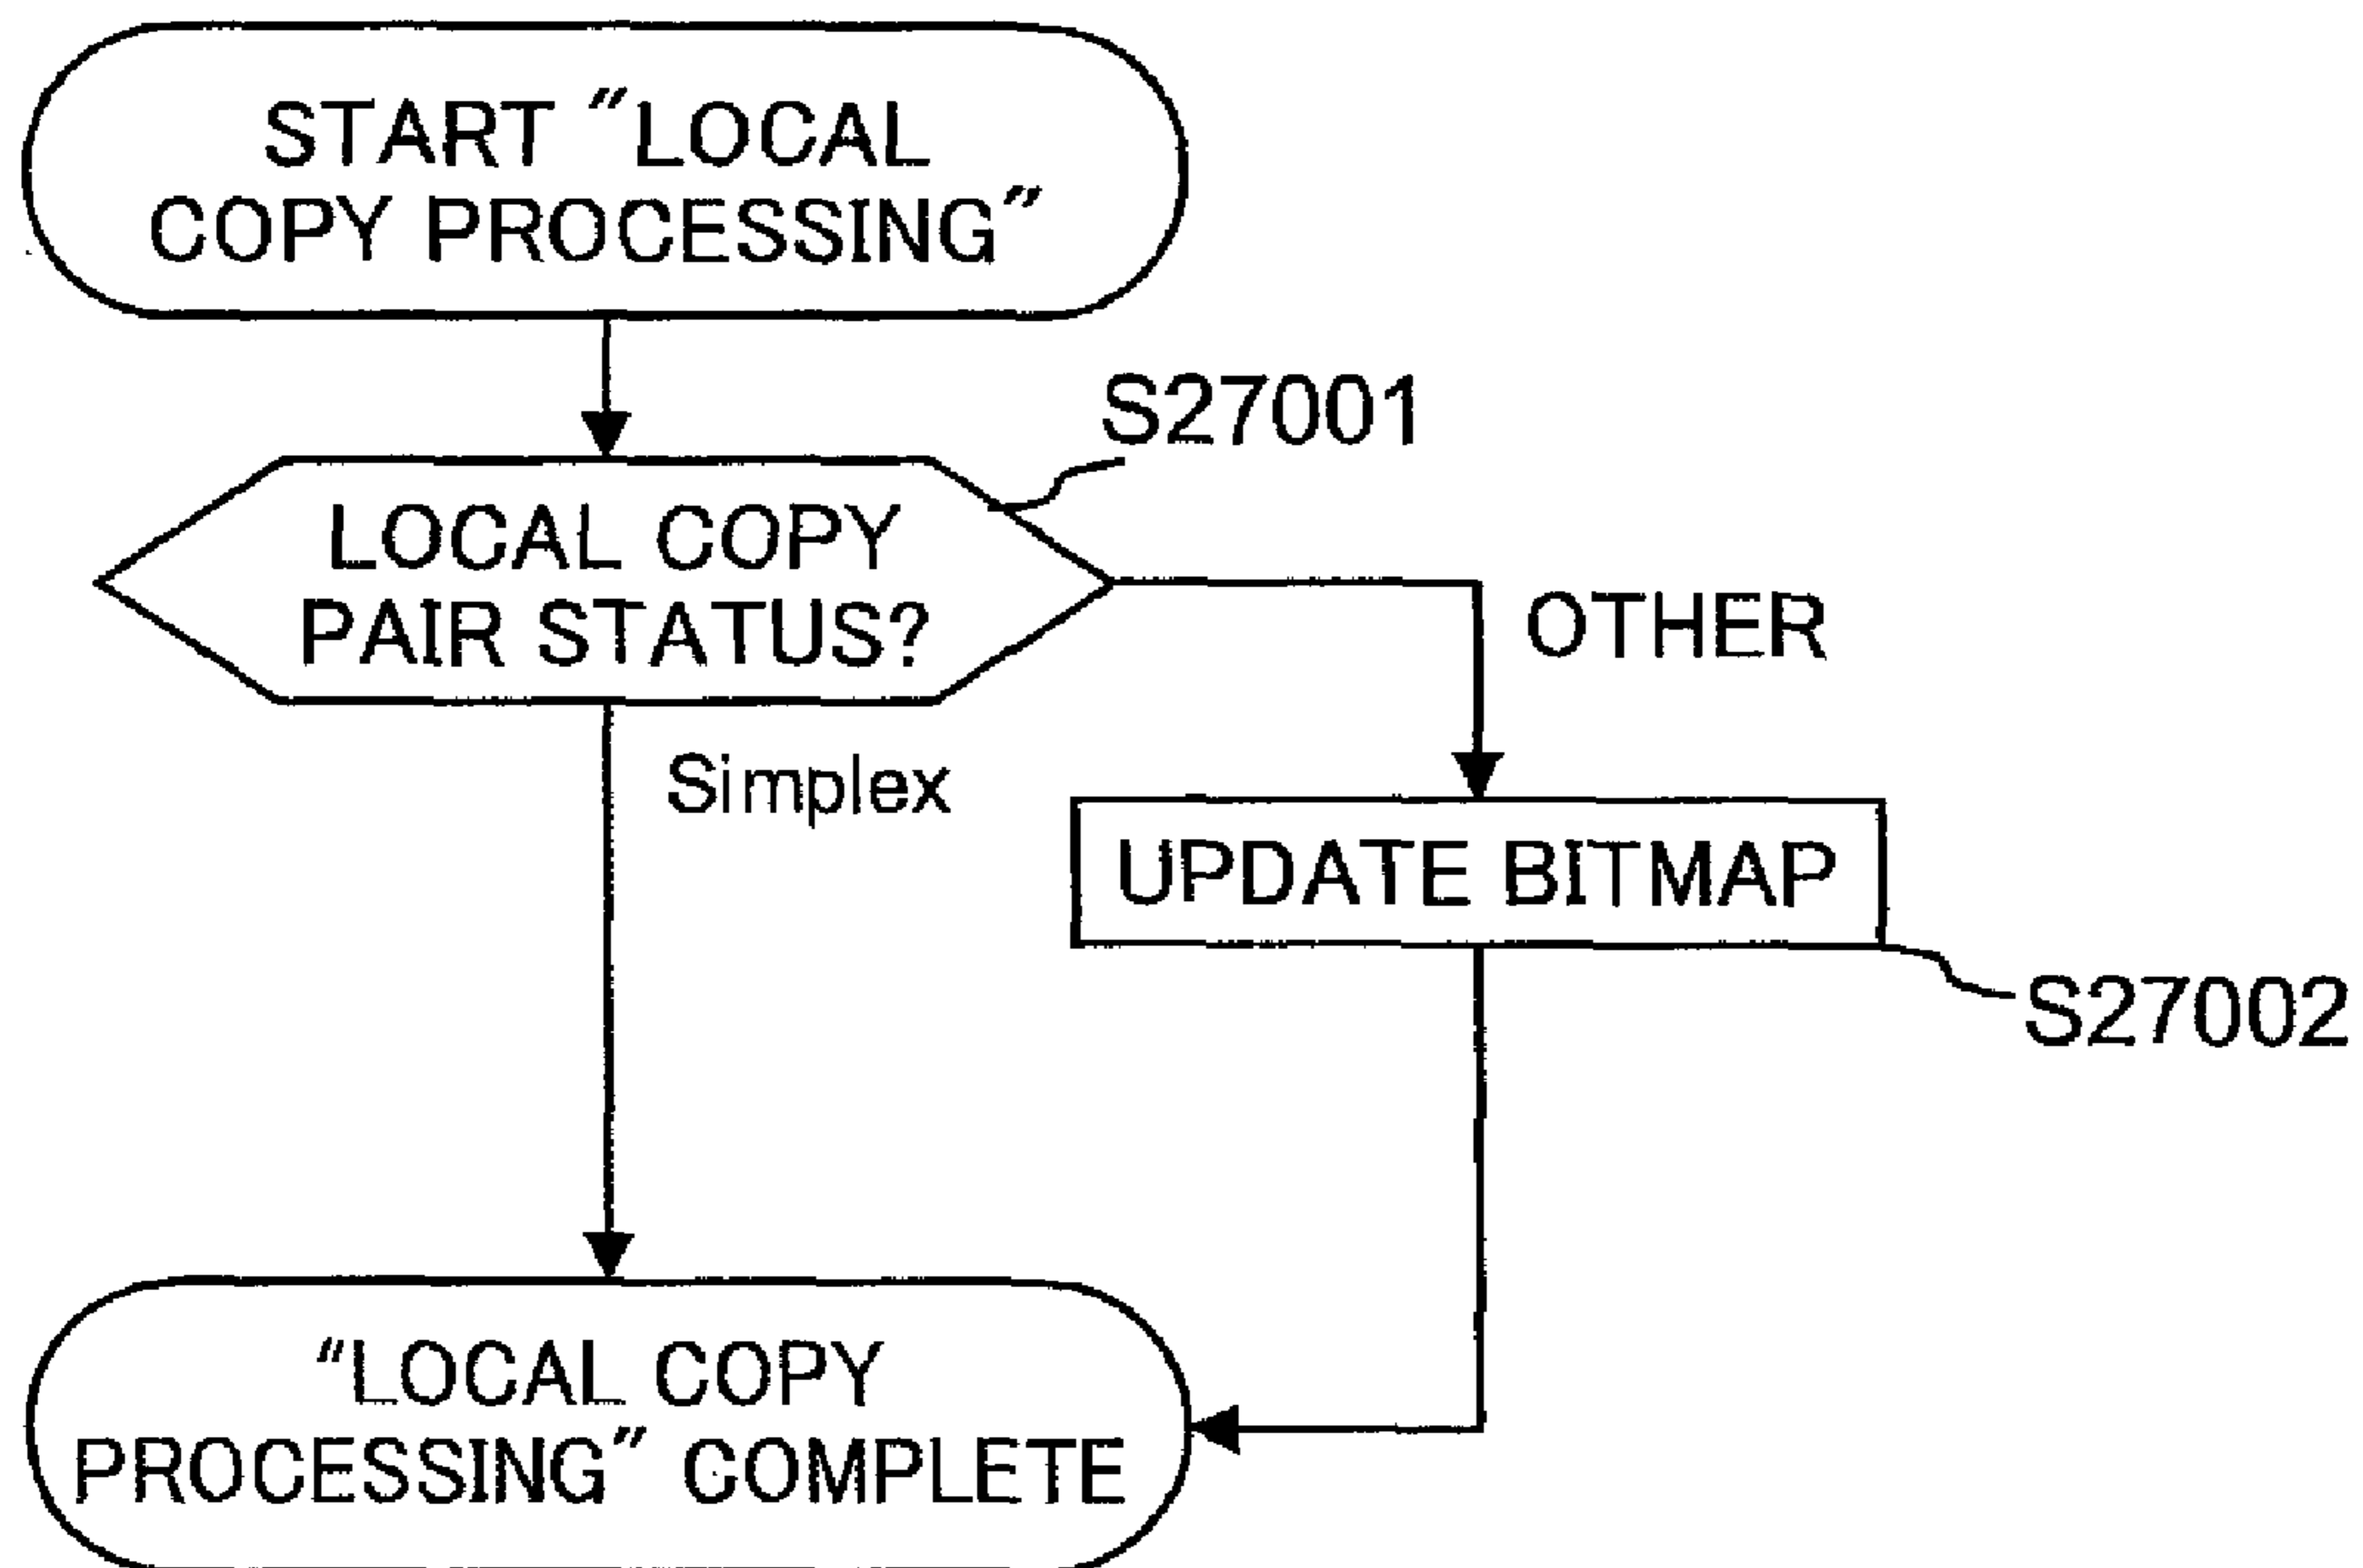 START "LOCAL
COPY PROCESSING"
S27001
LOCAL COPY
PAIR STATUS?
OTHER
Simplex
UPDATE BITMAP
S27002
"LOCAL COPY
PROCESSING" COMPLETE